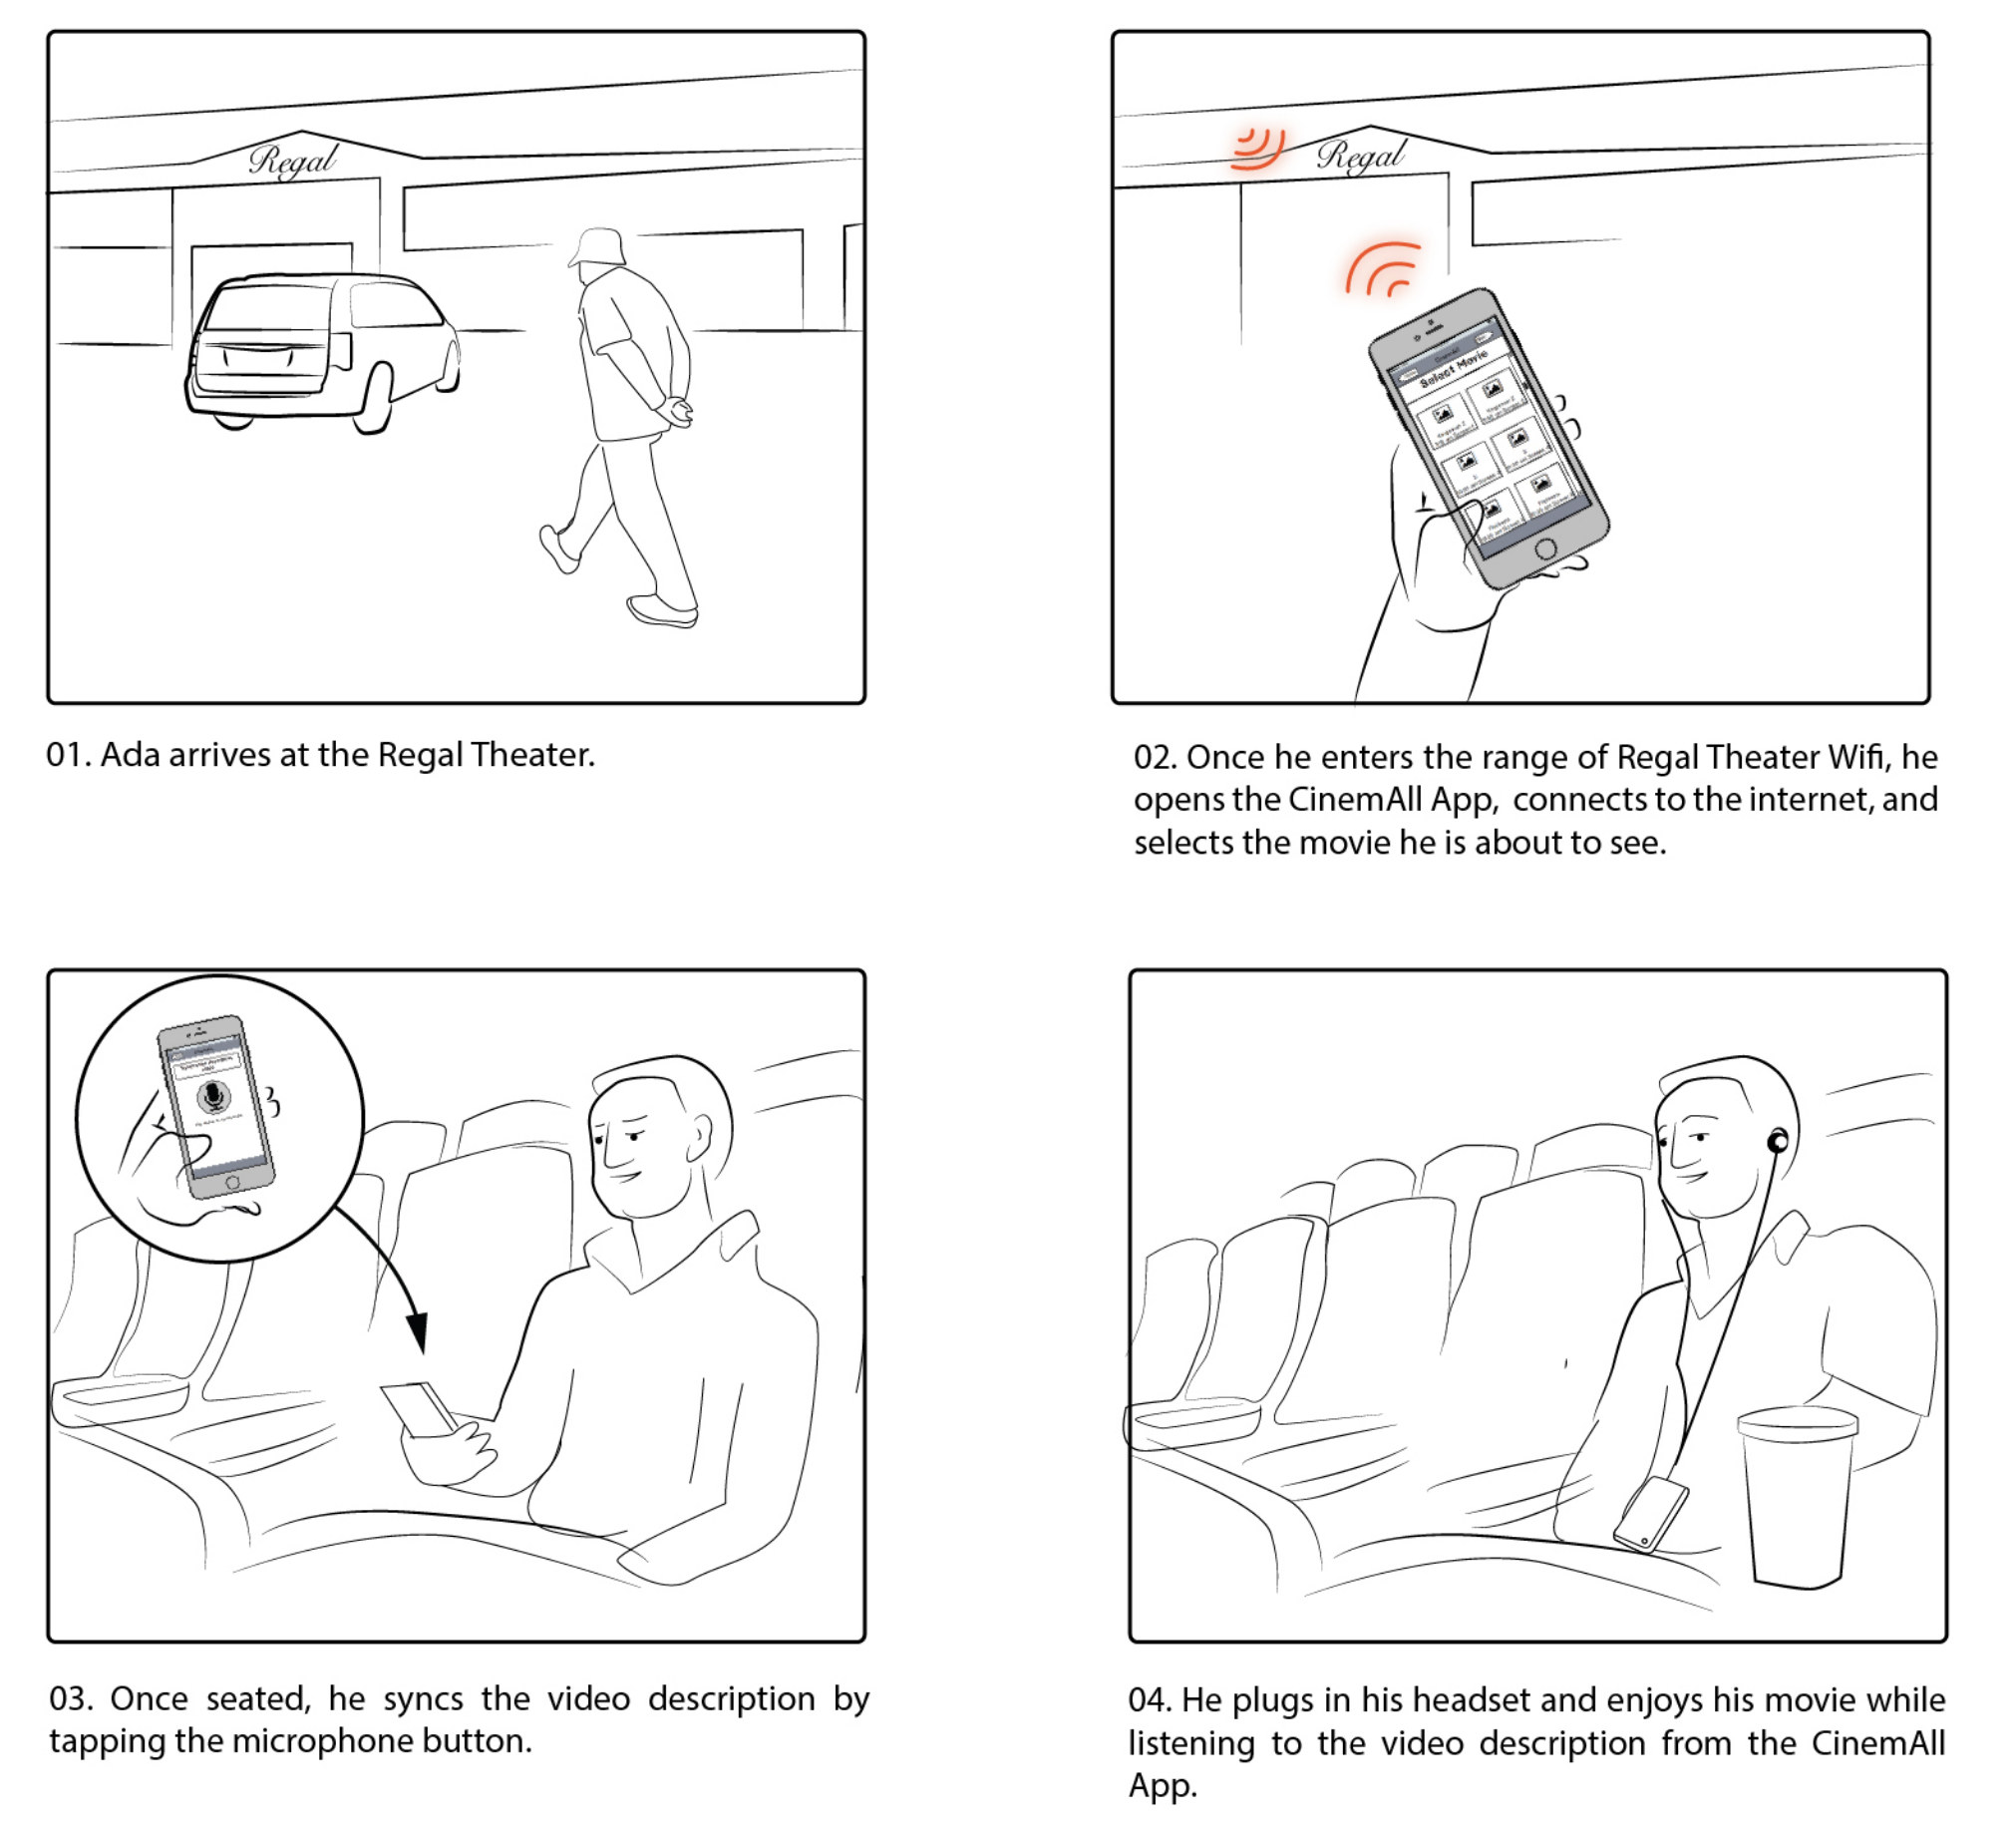 Regal
01. Ada arrives at the Regal Theater.
Regal
Select Movie
02. Once he enters the range of Regal Theater Wifi, he
opens the CinemAll App, connects to the internet, and
selects the movie he is about to see.
03. Once seated, he syncs the video description by
tapping the microphone button.
04. He plugs in his headset and enjoys his movie while
listening to the video description from the CinemAll
App.